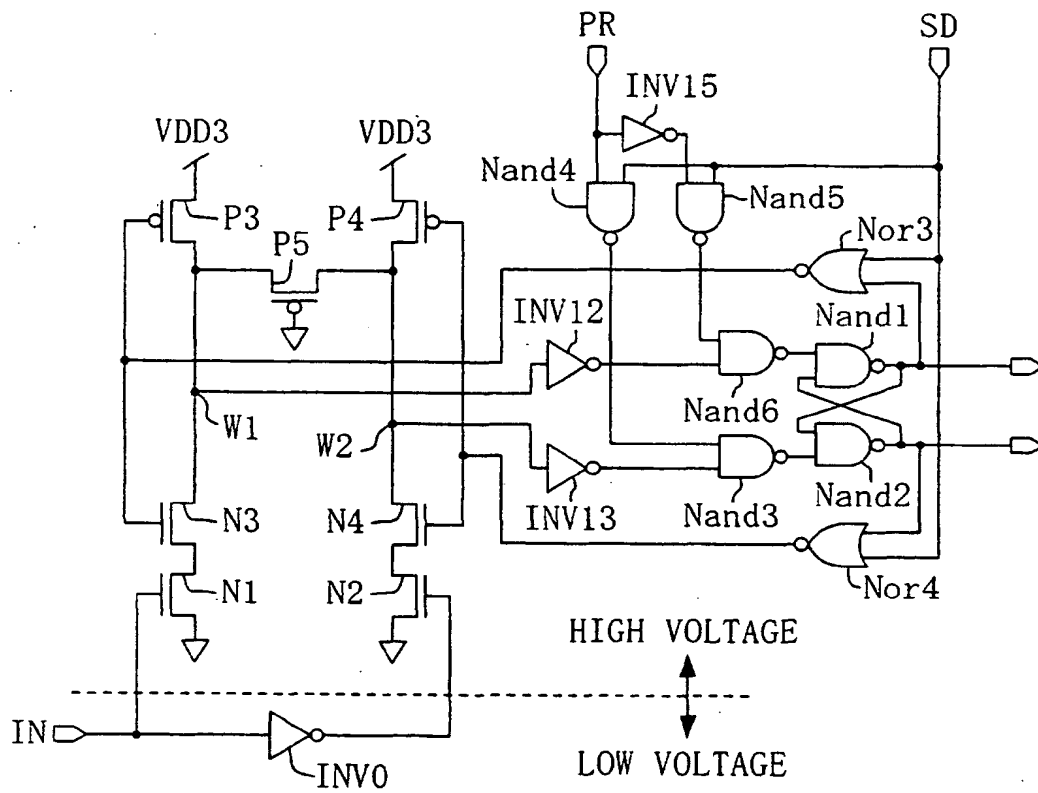 PR
SD
INV15
VDD3
VDD3
Nand4
Nand5
P3
P4
P5
Nor3
INV12
Nand1
Nand6
W1
W2
N3
N4
INV13
Nand3
Nand2
N1
N2
Nor4
HIGH VOLTAGE
IN
INV0
LOW VOLTAGE